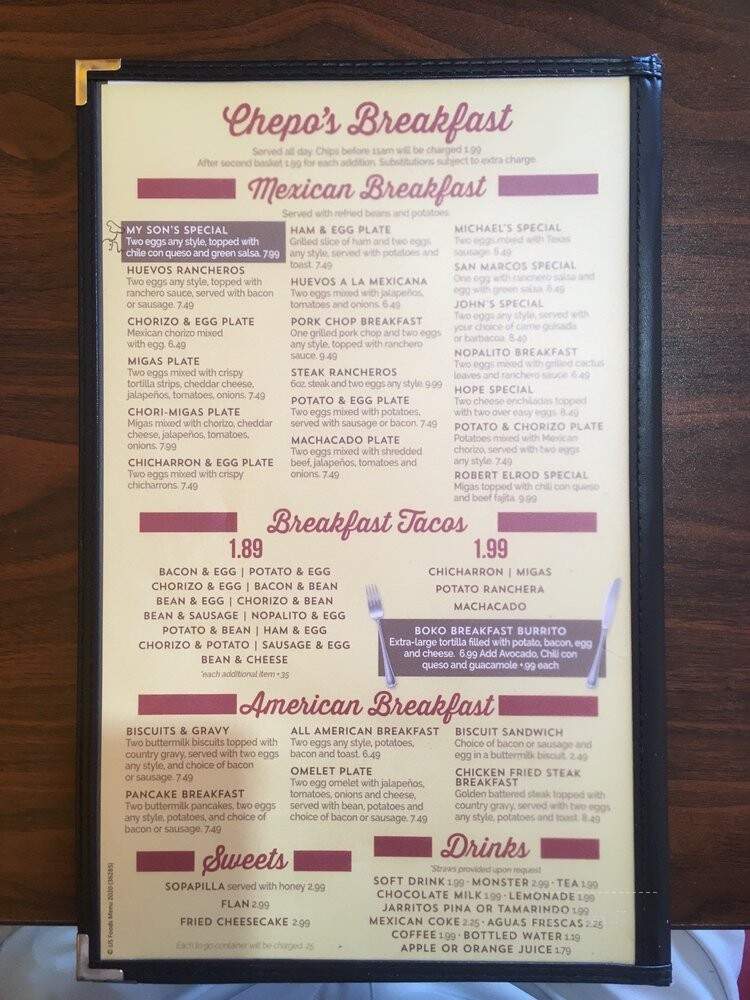 Chepo's Breakfast
Served all day. Chips before 11am will be charged 1.99
After second basket 1.99 for each addition. Substitutions subject to extra charge.
Mexican Breakfast
Served with refried beans and potatoes.
MY SON'S SPECIAL
Two eggs any style, topped with
chile con queso and green salsa. 7.99
HUEVOS RANCHEROS
Two eggs any style, topped with
ranchero sauce, served with bacon
or sausage. 7.49
CHORIZO & EGG PLATE
Mexican chorizo mixed
with egg. 6.49
MIGAS PLATE
Two eggs mixed with crispy
tortilla strips, cheddar cheese,
jalapeños, tomatoes, onions. 7.49
CHORI-MIGAS PLATE
Migas mixed with chorizo, cheddar
cheese, jalapeños, tomatoes,
onions. 7.99
CHICHARRON & EGG PLATE
Two eggs mixed with crispy
chicharrons. 7.49
HAM & EGG PLATE
Grilled slice of ham and two eggs
any style, served with potatoes and
toast. 7.49
HUEVOS A LA MEXICANA
Two eggs mixed with jalapeños,
tomatoes and onions. 6.49
PORK CHOP BREAKFAST
One grilled pork chop and two eggs
any style, topped with ranchero
sauce. 9.49
STEAK RANCHEROS
6oz. steak and two eggs any style. 9.99
POTATO & EGG PLATE
Two eggs mixed with potatoes,
served with sausage or bacon. 7.49
MACHACADO PLATE
Two eggs mixed with shredded
beef, jalapeños, tomatoes and
onions. 7.49
MICHAEL'S SPECIAL
Two eggs mixed with Texas
sausage. 8.49
SAN MARCOS SPECIAL
One egg with ranchero salsa and
egg with green salsa. 8.49
JOHN'S SPECIAL
Two eggs any style, served with
your choice of carne guisada
or barbacoa. 8.49
NOPALITO BREAKFAST
Two eggs mixed with grilled cactus
leaves and ranchero sauce. 6.49
HOPE SPECIAL
Two cheese enchiladas topped
with two over easy eggs. 8.49
POTATO & CHORIZO PLATE
Potatoes mixed with Mexican
chorizo, served with two eggs
any style. 7.49
ROBERT ELROD SPECIAL
Migas topped with chili con queso
and beef fajita. 9.99
Breakfast Tacos
1.89
BACON & EGG | POTATO & EGG
CHORIZO & EGG | BACON & BEAN
BEAN & EGG | CHORIZO & BEAN
BEAN & SAUSAGE | NOPALITO & EGG
POTATO & BEAN | HAM & EGG
CHORIZO & POTATO | SAUSAGE & EGG
BEAN & CHEESE
*each additional item +.35
1.99
CHICHARRON | MIGAS
POTATO RANCHERA
MACHACADO
BOKO BREAKFAST BURRITO
Extra-large tortilla filled with potato, bacon, egg
and cheese. 6.99 Add Avocado, Chili con
queso and guacamole +.99 each
American Breakfast
BISCUITS & GRAVY
Two buttermilk biscuits topped with
country gravy, served with two eggs
any style, and choice of bacon
or sausage. 7.49
PANCAKE BREAKFAST
Two buttermilk pancakes, two eggs
any style, potatoes, and choice of
bacon or sausage. 7.49
ALL AMERICAN BREAKFAST
Two eggs any style, potatoes,
bacon and toast. 6.49
OMELET PLATE
Two egg omelet with jalapeños,
tomatoes, onions and cheese,
served with bean, potatoes and
choice of bacon or sausage. 7.49
BISCUIT SANDWICH
Choice of bacon or sausage and
egg in a buttermilk biscuit. 2.49
CHICKEN FRIED STEAK
BREAKFAST
Golden battered steak topped with
country gravy, served with two eggs
any style, potatoes and toast. 8.49
Sweets
SOPAPILLA served with honey 2.99
FLAN 2.99
FRIED CHEESECAKE 2.99
Each to go container will be charged .25
Drinks
*Straws provided upon request
SOFT DRINK 1.99 • MONSTER 2.99 • TEA 1.99
CHOCOLATE MILK 1.99 • LEMONADE 1.99
JARRITOS PINA OR TAMARINDO 1.99
MEXICAN COKE 2.25 • AGUAS FRESCAS 2.25
COFFEE 1.99 • BOTTLED WATER 1.19
APPLE OR ORANGE JUICE 1.79
© US Foods Menu 2020 (36285)